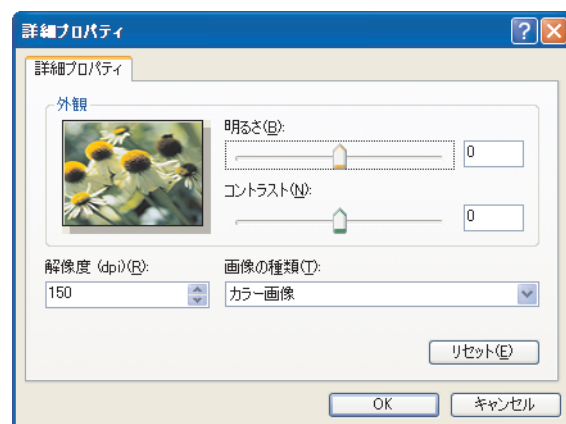 詳細プロパティ
詳細プロパティ
外観
明るさ(B):
0
コントラスト(N):
0
解像度 (dpi)(R):
画像の種類(T):
150
カラー画像
リセット(E)
OK
キャンセル